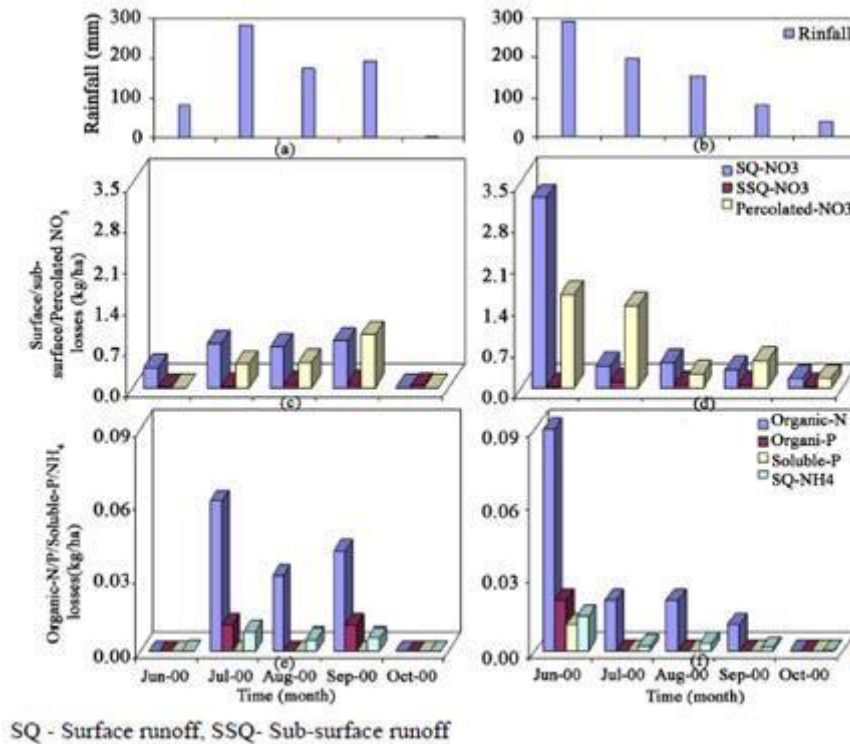 300
200
100
0
Rainfall (mm)
(a)
300
200
100
0
Rinfall
(b)
3.5
2.8
2.1
1.4
0.7
0.0
Surface/sub-
surface/Percolated NO3
losses (kg/ha)
(c)
3.5
2.8
2.1
1.4
0.7
0.0
SQ-NO3
SSQ-NO3
Percolated-NO3
(d)
0.09
0.06
0.03
0.00
Organic-N/P/Soluble-P/NH4
losses(kg/ha)
(e)
Jun-00 Jul-00 Aug-00 Sep-00 Oct-00
Time (month)
0.09
0.06
0.03
0.00
Organic-N
Organi-P
Soluble-P
SQ-NH4
(f)
Jun-00 Jul-00 Aug-00 Sep-00 Oct-00
Time (month)
SQ - Surface runoff, SSQ- Sub-surface runoff